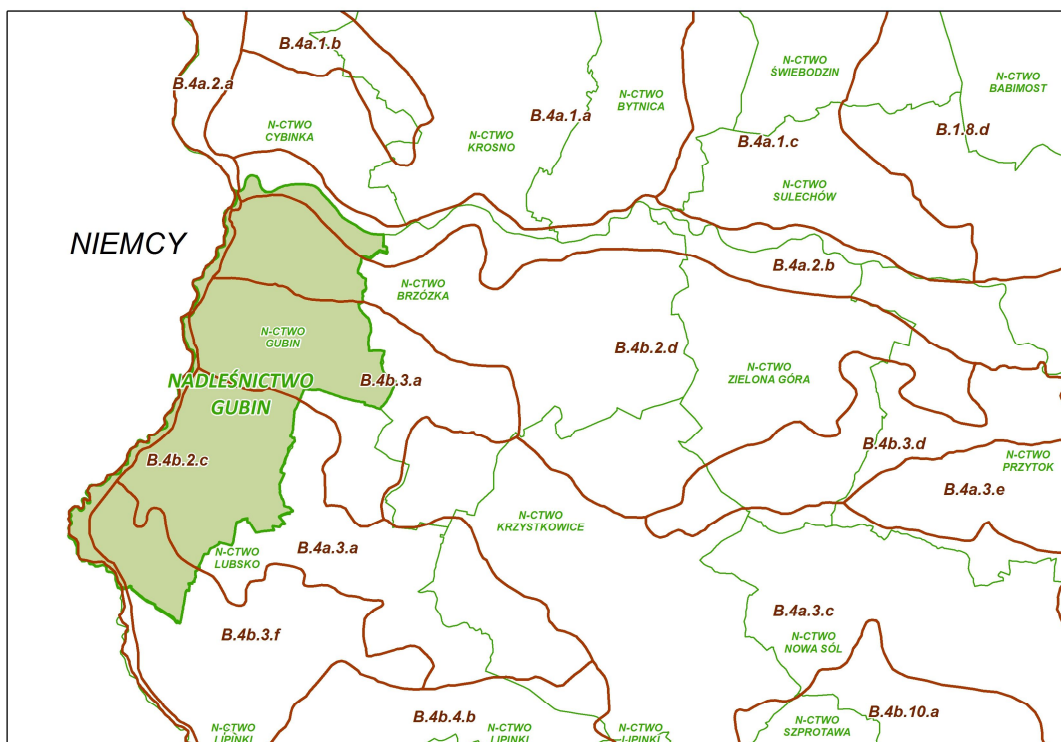 B.4a.1.b
B.4a.2.a
N-CTWO
CYBINKA
N-CTWO
KROSNO
B.4a.1.a
N-CTWO
BYTNICA
N-CTWO
ŚWIEBODZIN
N-CTWO
BABIMOST
B.4a.1.c
B.1.8.d
N-CTWO
SULECHÓW
NIEMCY
N-CTWO
BRZÓZKA
B.4a.2.b
N-CTWO
GUBIN
B.4b.2.d
NADLEŚNICTWO
GUBIN
B.4b.3.a
N-CTWO
ZIELONA GÓRA
B.4b.2.c
B.4b.3.d
N-CTWO
PRZYTOK
B.4a.3.e
N-CTWO
KRZYSTKOWICE
N-CTWO
LUBSKO
B.4a.3.a
B.4b.3.f
B.4a.3.c
N-CTWO
NOWA SÓL
B.4b.4.b
B.4b.10.a
N-CTWO
LIPINKI
N-CTWO
LIPINKI
N-CTWO
LIPINKI
N-CTWO
SZPROTAWA